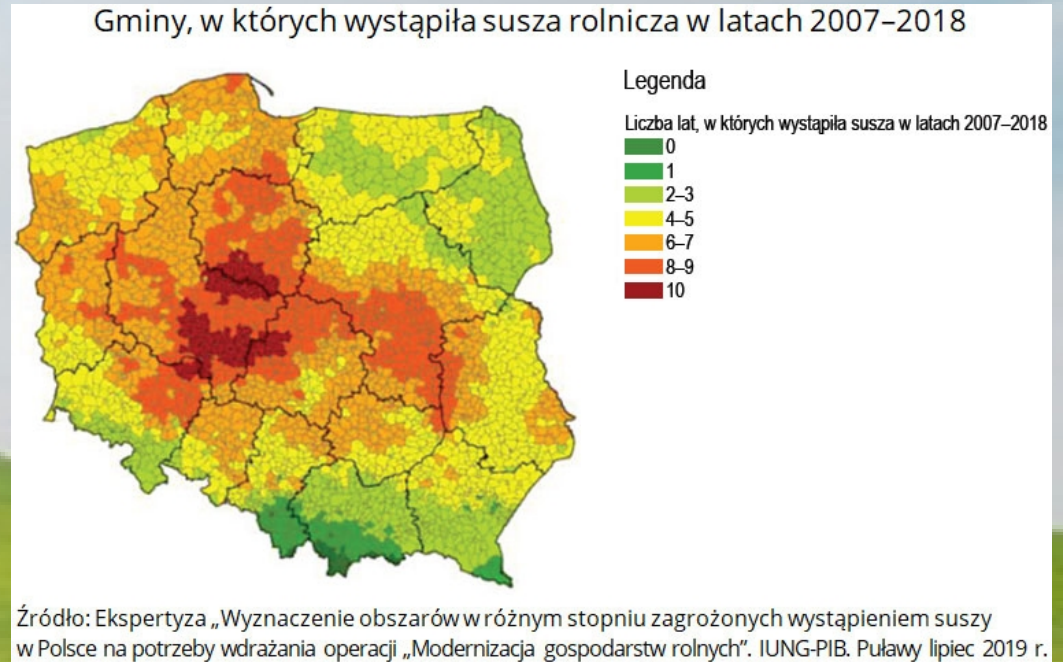 Gminy, w których wystąpiła susza rolnicza w latach 2007–2018
Legenda
Liczba lat, w których wystąpiła susza w latach 2007–2018
0
1
2–3
4–5
6–7
8–9
10
Źródło: Ekspertyza „Wyznaczenie obszarów w różnym stopniu zagrożonych wystąpieniem suszy
w Polsce na potrzeby wdrażania operacji „Modernizacja gospodarstw rolnych”. IUNG-PIB. Puławy lipiec 2019 r.